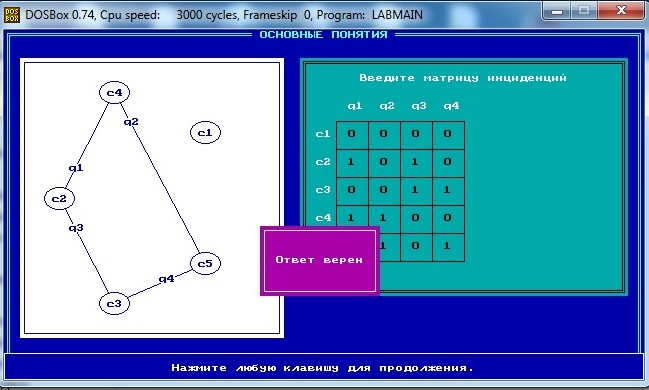 DOSBox 0.74, Cpu speed: 3000 cycles, Frameskip 0, Program: LABMAIN
ОСНОВНЫЕ ПОНЯТИЯ
c4
q2
c1
q1
c2
q3
c5
q4
c3
Введите матрицу инциденций
q1 q2 q3 q4
c1 0 0 0 0
c2 1 0 1 0
c3 0 0 1 1
c4 1 1 0 0
1 0 1
Ответ верен
Нажмите любую клавишу для продолжения.